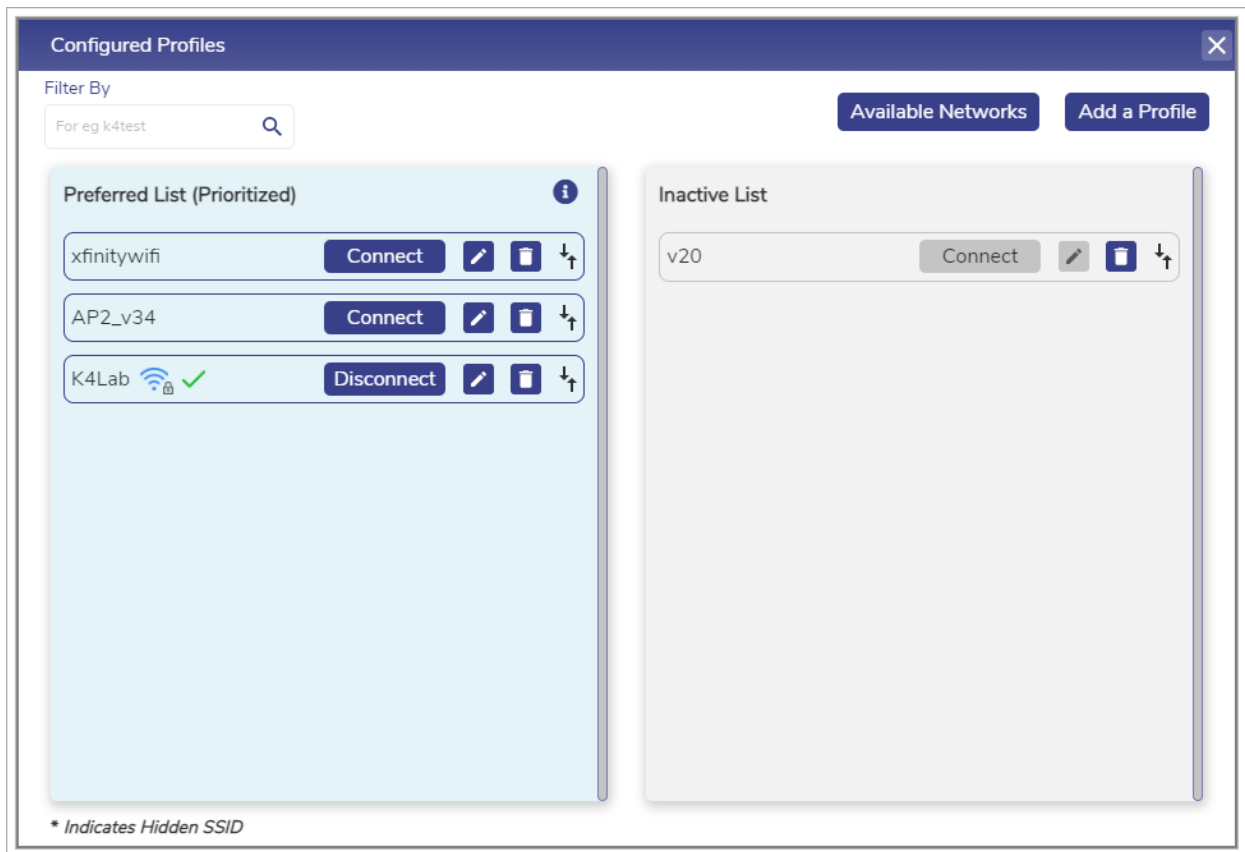 Configured Profiles
Filter By
For eg k4test
Available Networks
Add a Profile
Preferred List (Prioritized)
xfinitywifi Connect
AP2_v34 Connect
K4Lab Disconnect
Inactive List
v20 Connect
* Indicates Hidden SSID